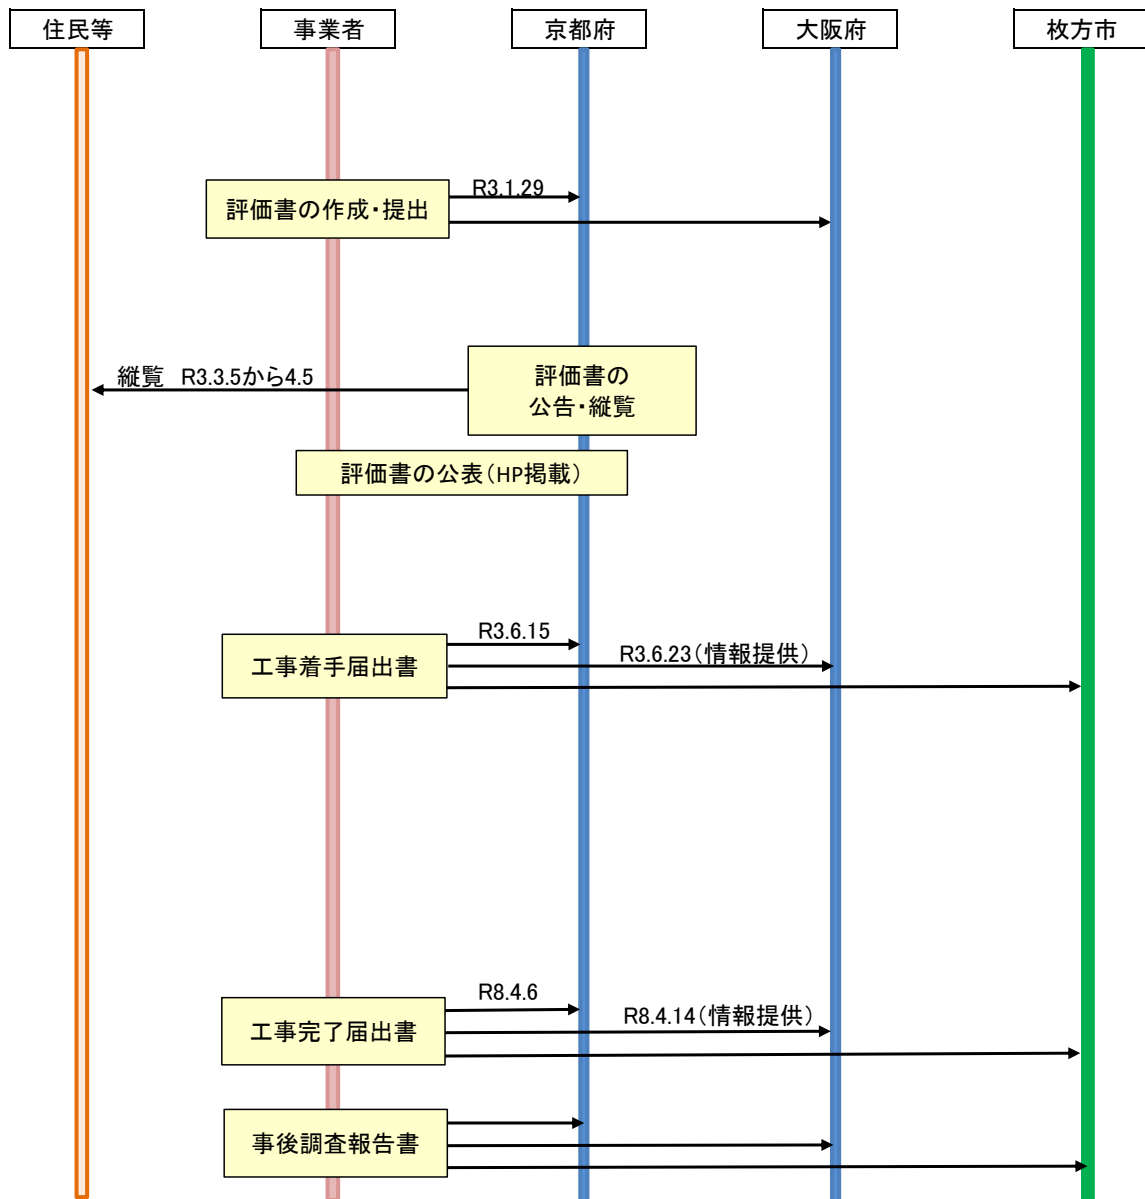 住民等
事業者
京都府
大阪府
枚方市
評価書の作成・提出
R3.1.29
縦覧 R3.3.5から4.5
評価書の
公告・縦覧
評価書の公表（HP掲載）
工事着手届出書
R3.6.15
R3.6.23（情報提供）
工事完了届出書
R8.4.6
R8.4.14（情報提供）
事後調査報告書